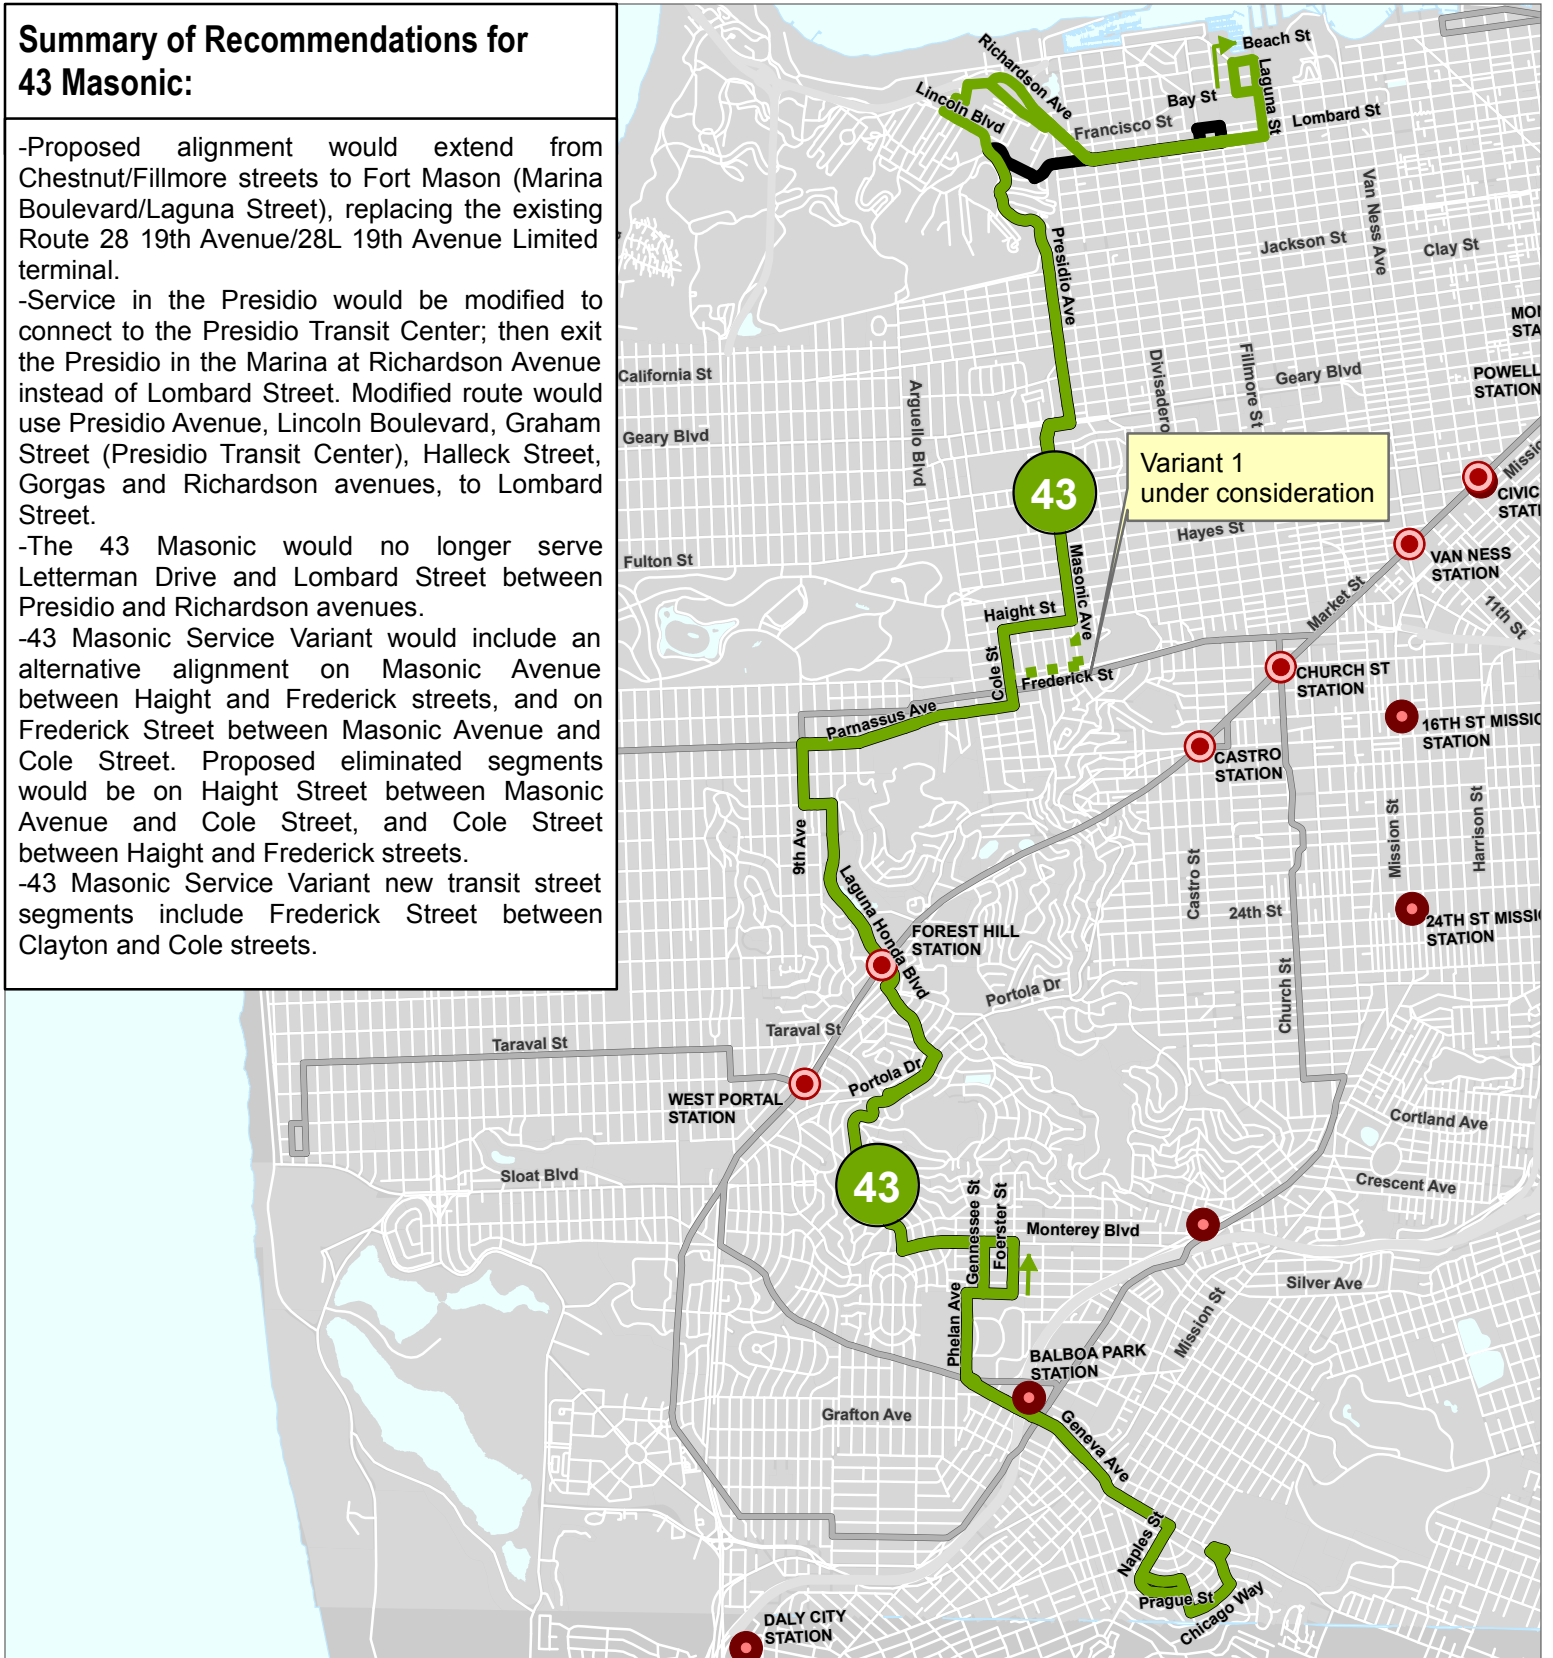 Summary of Recommendations for
43 Masonic:
-Proposed alignment would extend from
Chestnut/Fillmore streets to Fort Mason (Marina
Boulevard/Laguna Street), replacing the existing
Route 28 19th Avenue/28L 19th Avenue Limited
terminal.
-Service in the Presidio would be modified to
connect to the Presidio Transit Center; then exit
the Presidio in the Marina at Richardson Avenue
instead of Lombard Street. Modified route would
use Presidio Avenue, Lincoln Boulevard, Graham
Street (Presidio Transit Center), Halleck Street,
Gorgas and Richardson avenues, to Lombard
Street.
-The 43 Masonic would no longer serve
Letterman Drive and Lombard Street between
Presidio and Richardson avenues.
-43 Masonic Service Variant would include an
alternative alignment on Masonic Avenue
between Haight and Frederick streets, and on
Frederick Street between Masonic Avenue and
Cole Street. Proposed eliminated segments
would be on Haight Street between Masonic
Avenue and Cole Street, and Cole Street
between Haight and Frederick streets.
-43 Masonic Service Variant new transit street
segments include Frederick Street between
Clayton and Cole streets.
Beach St
Richardson Ave
Laguna St
Lincoln Blvd
Bay St
Francisco St
Lombard St
Van Ness Ave
Presidio Ave
Jackson St
Clay St
MON
STA
California St
Arguello Blvd
Divisadero
Fillmore St
Geary Blvd
POWELL
STATION
Geary Blvd
Variant 1
under consideration
43
Missio
CIVIC
STATI
Hayes St
Fulton St
Masonic Ave
VAN NESS
STATION
Market St
11th St
Haight St
Cole St
Frederick St
CHURCH ST
STATION
Parnassus Ave
16TH ST MISSIO
STATION
CASTRO
STATION
9th Ave
Laguna Honda Blvd
Castro St
Mission St
Harrison St
24th St
24TH ST MISSI
STATION
FOREST HILL
STATION
Portola Dr
Church St
Taraval St
Taraval St
Portola Dr
WEST PORTAL
STATION
Cortland Ave
Sloat Blvd
43
Crescent Ave
Gennessee St
Foerster St
Monterey Blvd
Silver Ave
Phelan Ave
Mission St
BALBOA PARK
STATION
Grafton Ave
Geneva Ave
Naples St
Prague St
Chicago Way
DALY CITY
STATION